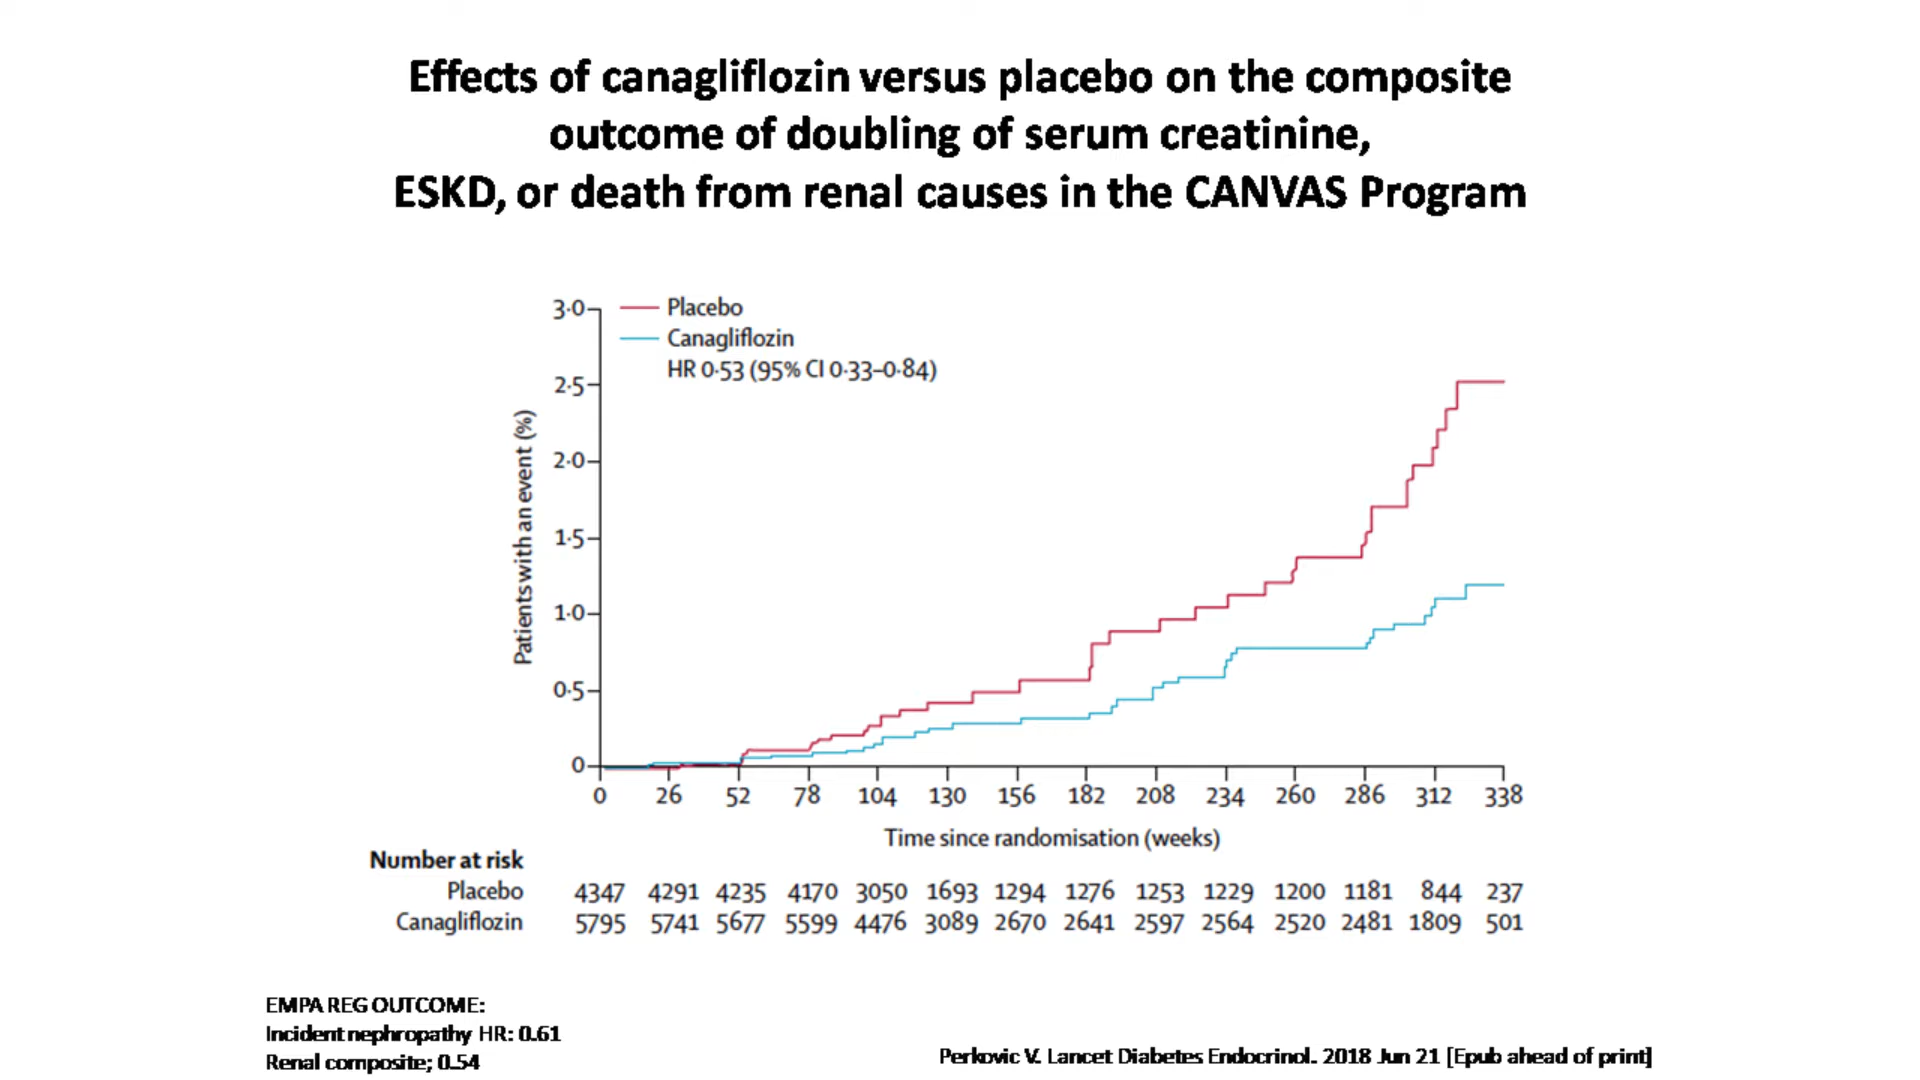 Effects of canagliflozin versus placebo on the composite
outcome of doubling of serum creatinine,
ESKD, or death from renal causes in the CANVAS Program
3·0
2·5
2·0
1·5
1·0
0·5
0
Patients with an event (%)
Placebo
Canagliflozin
HR 0·53 (95% CI 0·33–0·84)
0 26 52 78 104 130 156 182 208 234 260 286 312 338
Time since randomisation (weeks)
Number at risk
Placebo 4347 4291 4235 4170 3050 1693 1294 1276 1253 1229 1200 1181 844 237
Canagliflozin 5795 5741 5677 5599 4476 3089 2670 2641 2597 2564 2520 2481 1809 501
EMPA REG OUTCOME:
Incident nephropathy HR: 0.61
Renal composite; 0.54
Perkovic V. Lancet Diabetes Endocrinol. 2018 Jun 21 [Epub ahead of print]